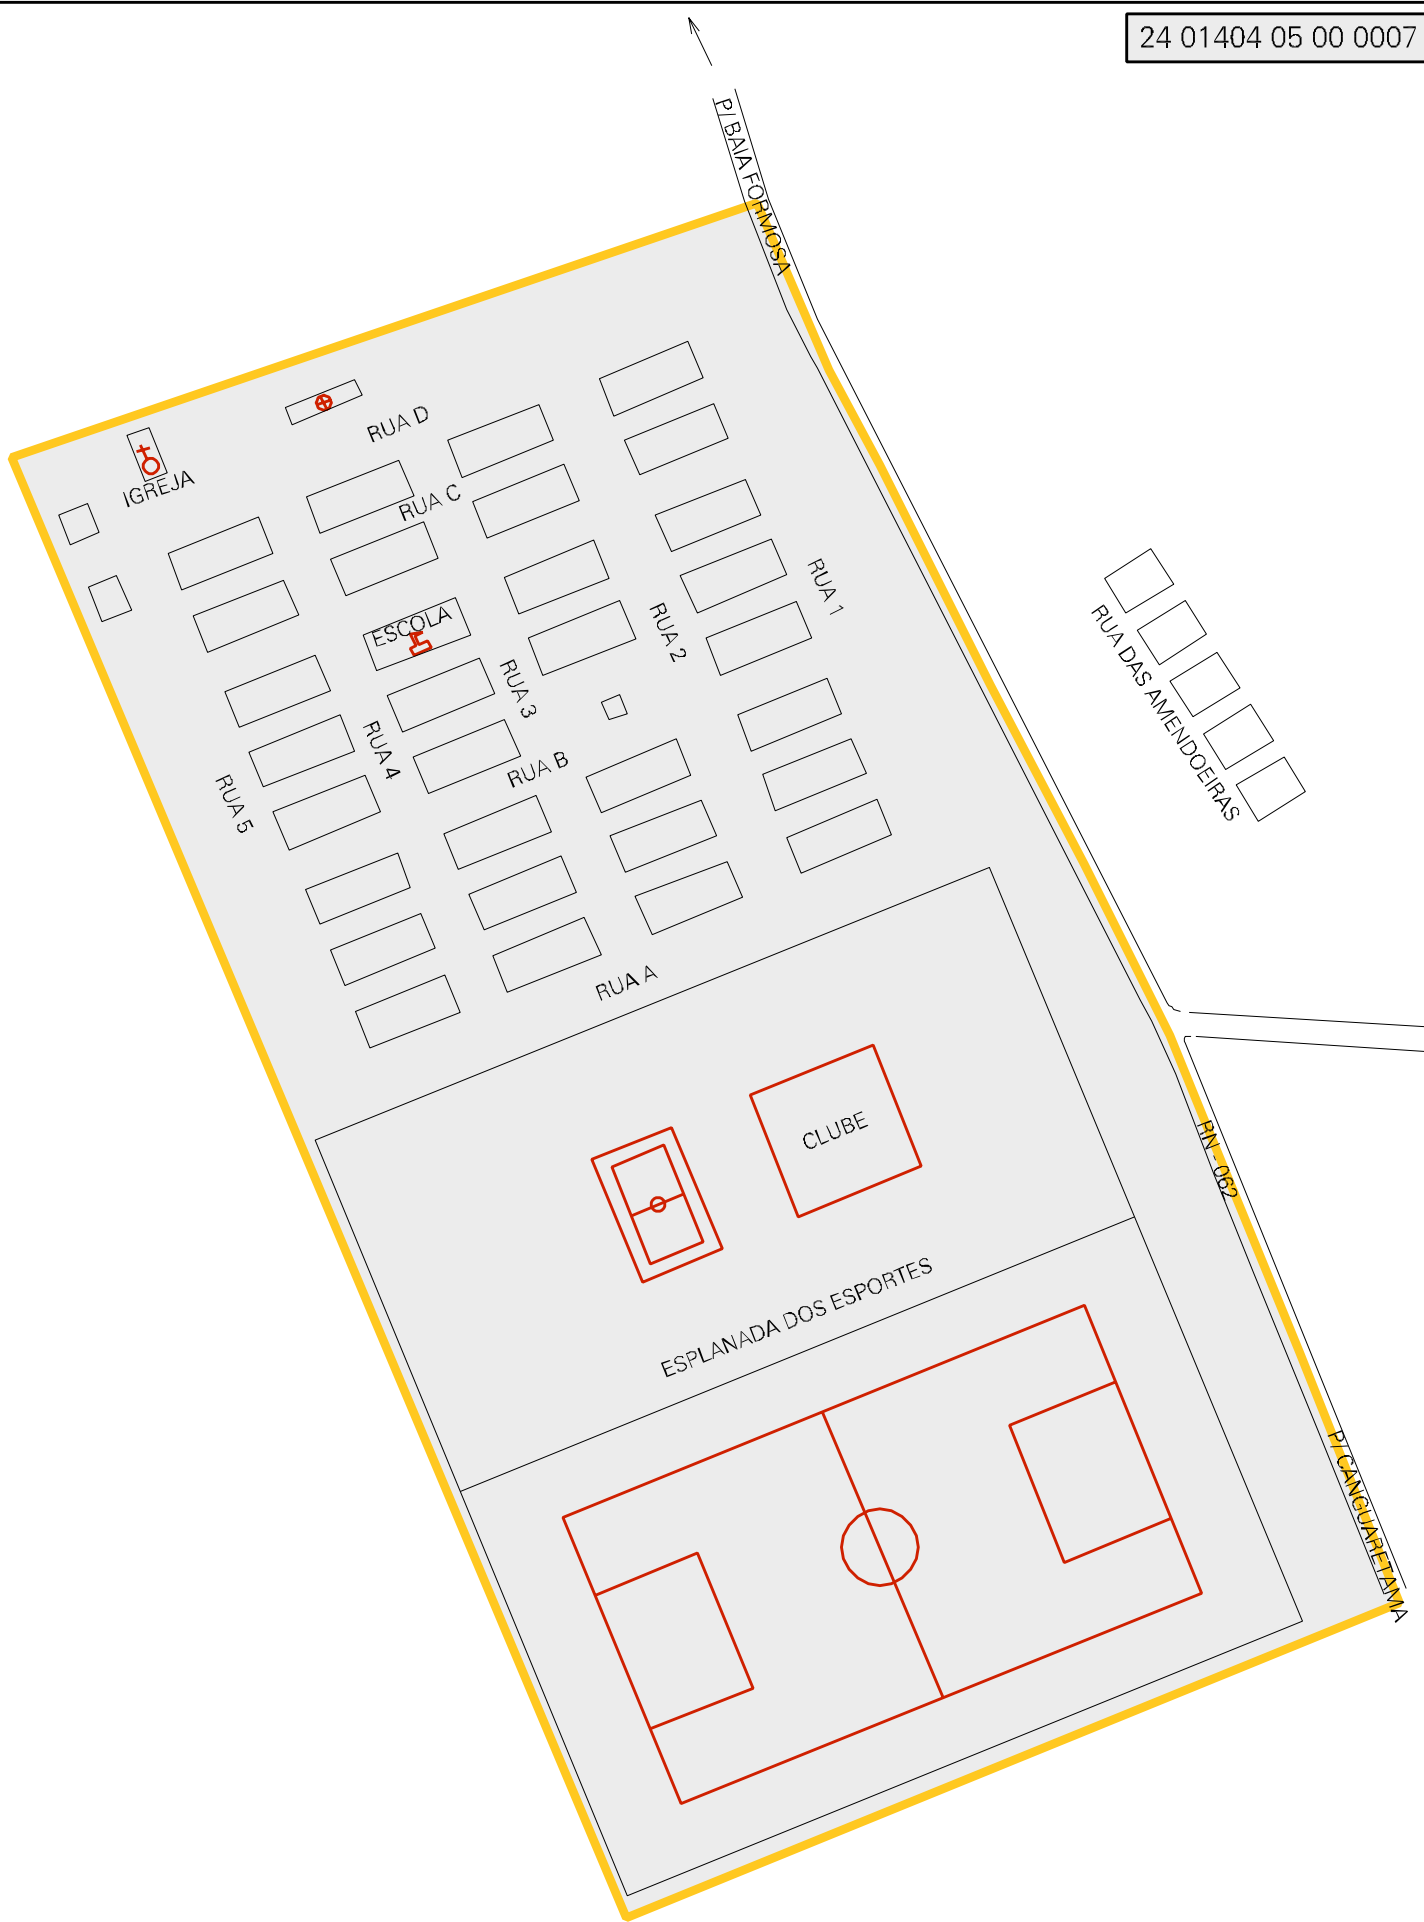 24 01404 05 00 0007
P/ BAIA FORMOSA
RUA D
IGREJA
RUA C
ESCOLA
RUA 1
RUA 2
RUA 3
RUA 4
RUA 5
RUA B
RUA DAS AMENDOEIRAS
RUA A
CLUBE
RN - 062
ESPLANADA DOS ESPORTES
P/ CANGUARETAMA